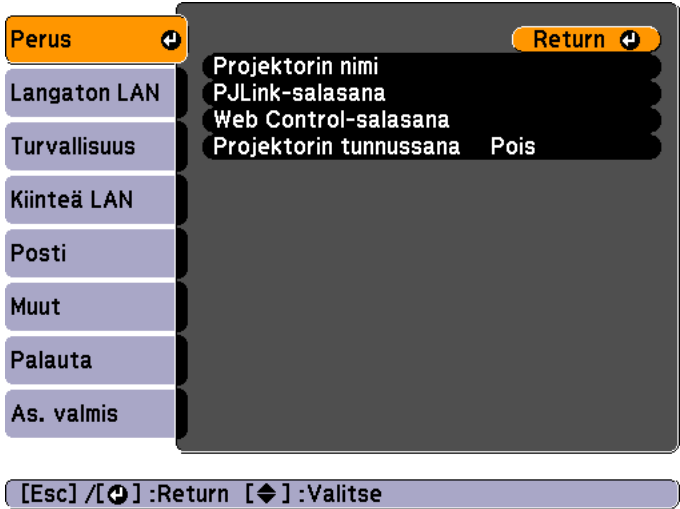 Perus
Return
Projektorin nimi
Langaton LAN
PJLink-salasana
Web Control-salasana
Turvallisuus
Projektorin tunnussana Pois
Kiinteä LAN
Posti
Muut
Palauta
As. valmis
[Esc] /[ ] :Return [ ] :Valitse